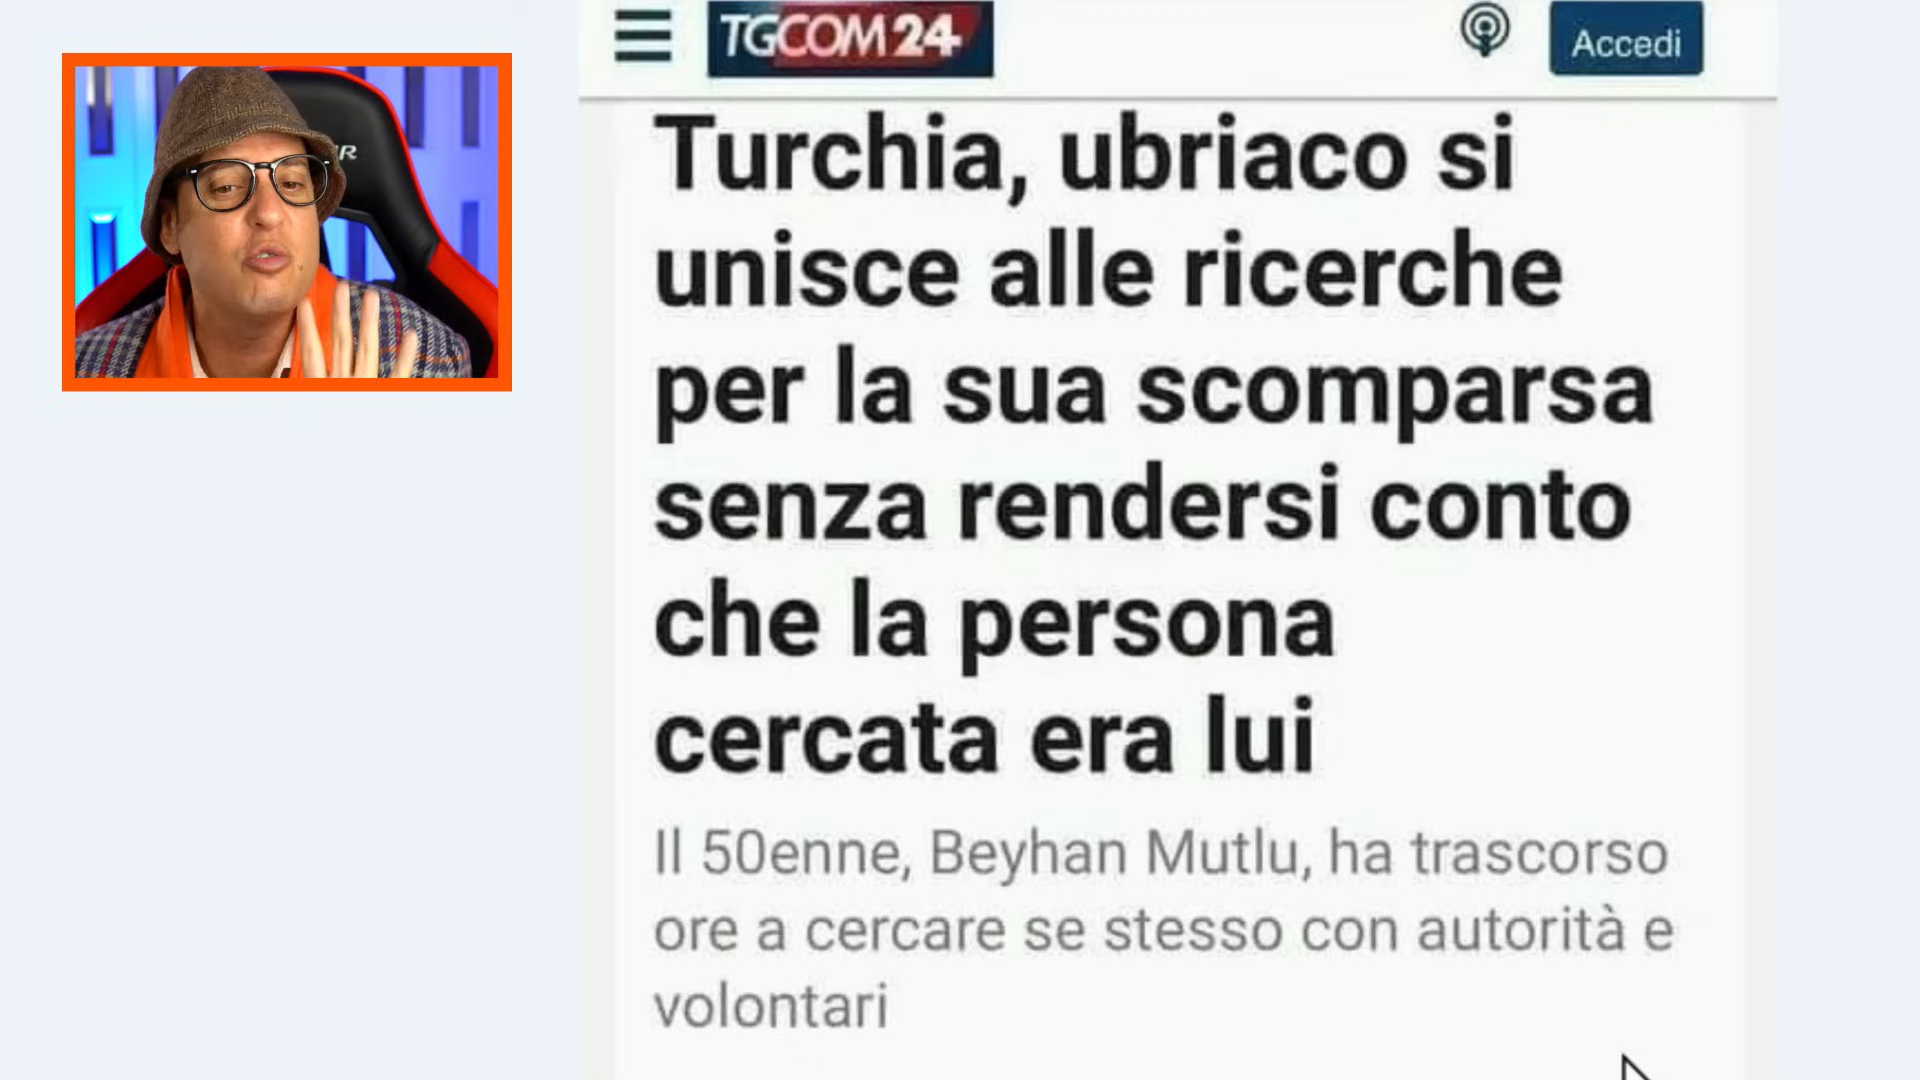 TGCOM24
Accedi
Turchia, ubriaco si
unisce alle ricerche
per la sua scomparsa
senza rendersi conto
che la persona
cercata era lui
Il 50enne, Beyhan Mutlu, ha trascorso
ore a cercare se stesso con autorità e
volontari